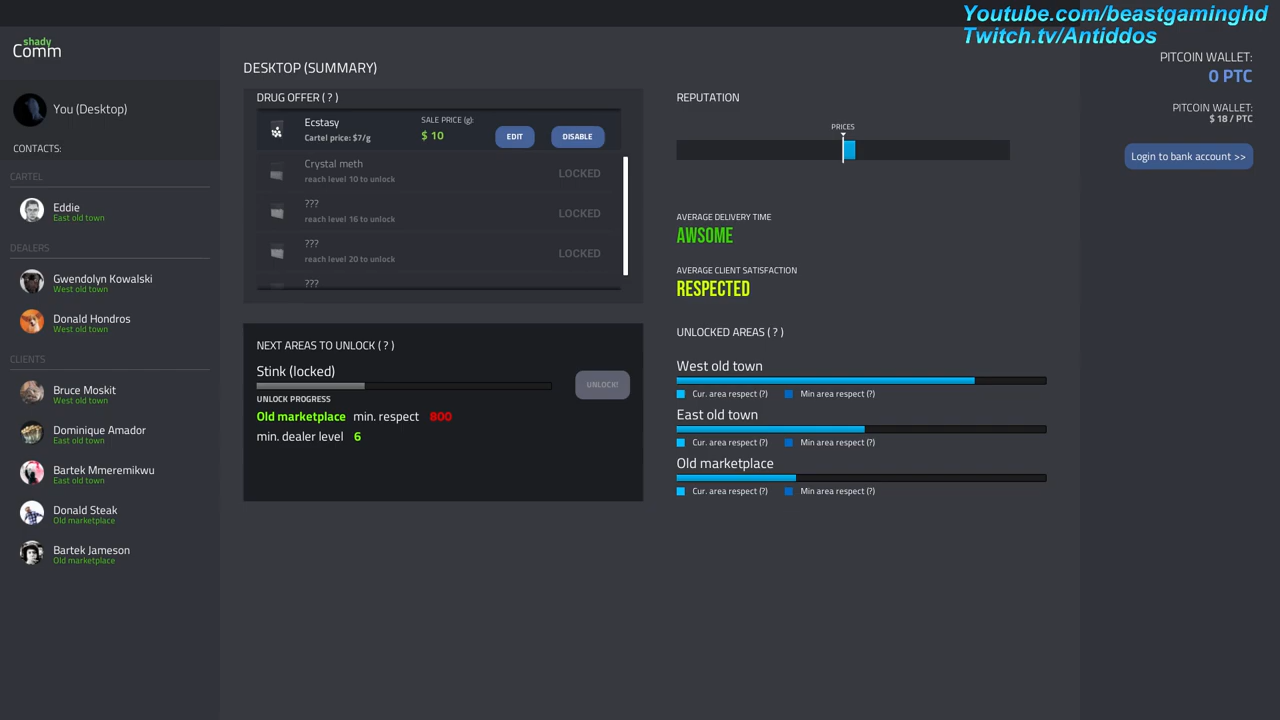 Youtube.com/beastgaminghd
Twitch.tv/Antiddos
shady
Comm
You (Desktop)
CONTACTS:
CARTEL
Eddie
East old town
DEALERS
Gwendolyn Kowalski
West old town
Donald Hondros
West old town
CLIENTS
Bruce Moskit
West old town
Dominique Amador
East old town
Bartek Mmeremikwu
East old town
Donald Steak
Old marketplace
Bartek Jameson
Old marketplace
DESKTOP (SUMMARY)
DRUG OFFER ( ? )
Ecstasy
Cartel price: $7/g
SALE PRICE (g):
$ 10
EDIT
DISABLE
Crystal meth
reach level 10 to unlock
LOCKED
???
reach level 16 to unlock
LOCKED
???
reach level 20 to unlock
LOCKED
???
NEXT AREAS TO UNLOCK ( ? )
Stink (locked)
UNLOCK!
UNLOCK PROGRESS
Old marketplace min. respect 800
min. dealer level 6
REPUTATION
PRICES
AVERAGE DELIVERY TIME
AWSOME
AVERAGE CLIENT SATISFACTION
RESPECTED
UNLOCKED AREAS ( ? )
West old town
Cur. area respect (?) Min area respect (?)
East old town
Cur. area respect (?) Min area respect (?)
Old marketplace
Cur. area respect (?) Min area respect (?)
PITCOIN WALLET:
0 PTC
PITCOIN WALLET:
$ 18 / PTC
Login to bank account >>